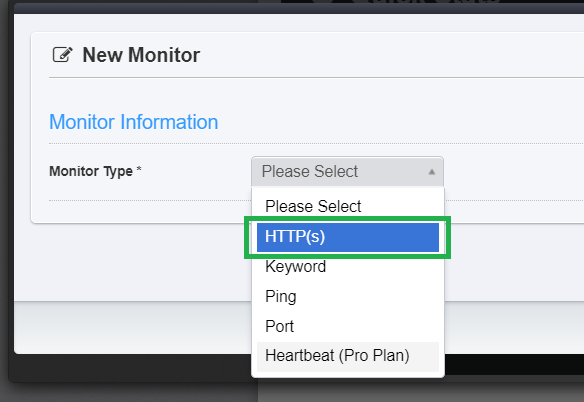 New Monitor
Monitor Information
Monitor Type *
Please Select
Please Select
HTTP(s)
Keyword
Ping
Port
Heartbeat (Pro Plan)